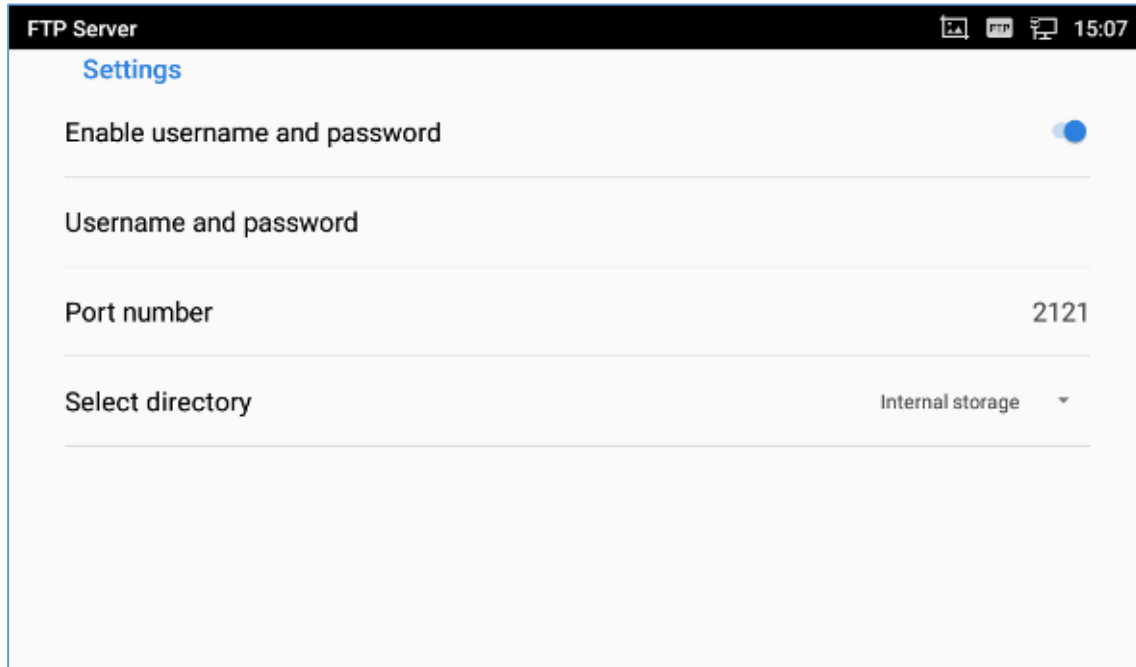 FTP Server
FTP
15:07
Settings
Enable username and password
Username and password
Port number
2121
Select directory
Internal storage